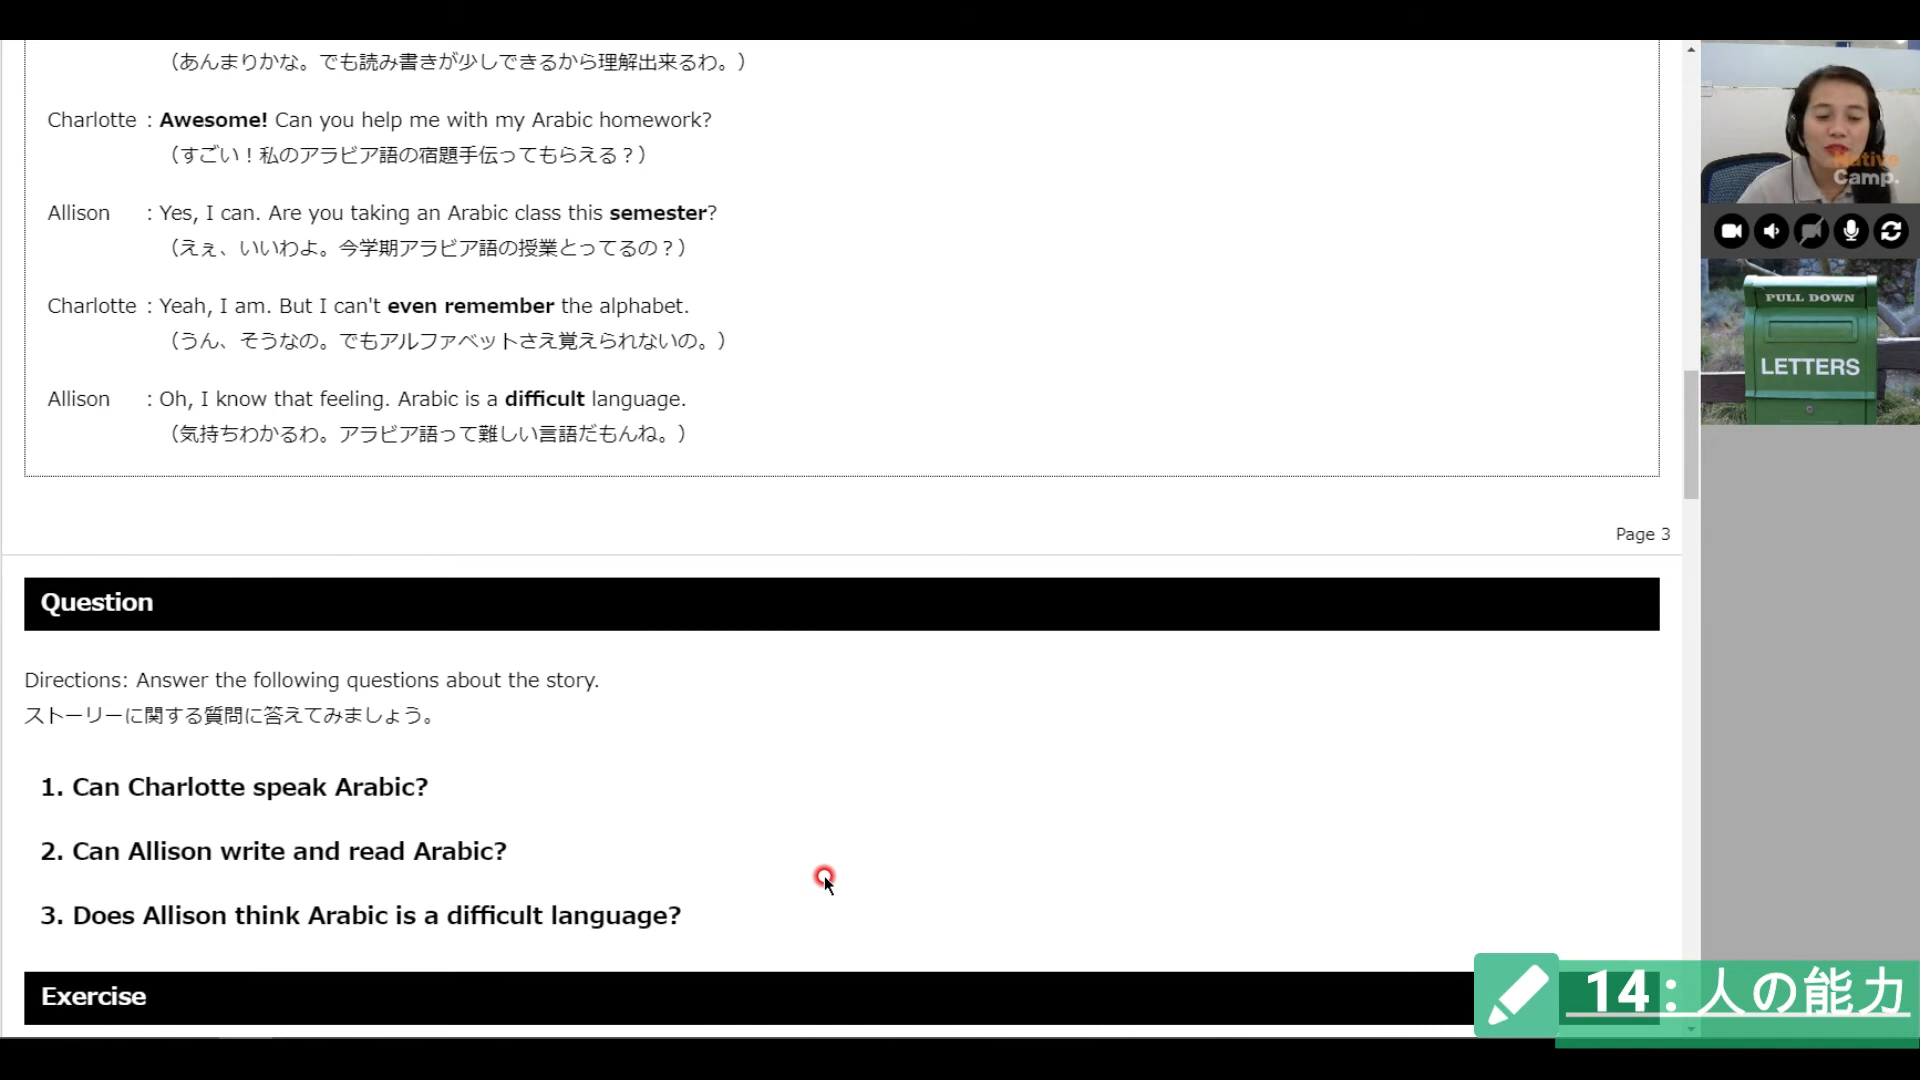 （あんまりかな。でも読み書きが少しできるから理解出来るわ。）
Charlotte : Awesome! Can you help me with my Arabic homework?
（すごい！私のアラビア語の宿題手伝ってもらえる？）
Allison : Yes, I can. Are you taking an Arabic class this semester?
（えぇ、いいわよ。今学期アラビア語の授業とってるの？）
Charlotte : Yeah, I am. But I can't even remember the alphabet.
（うん、そうなの。でもアルファベットさえ覚えられないの。）
Allison : Oh, I know that feeling. Arabic is a difficult language.
（気持ちわかるわ。アラビア語って難しい言語だもんね。）
Page 3
Question
Directions: Answer the following questions about the story.
ストーリーに関する質問に答えてみましょう。
1. Can Charlotte speak Arabic?
2. Can Allison write and read Arabic?
3. Does Allison think Arabic is a difficult language?
Exercise
Native
Camp.
PULL DOWN
LETTERS
14：人の能力